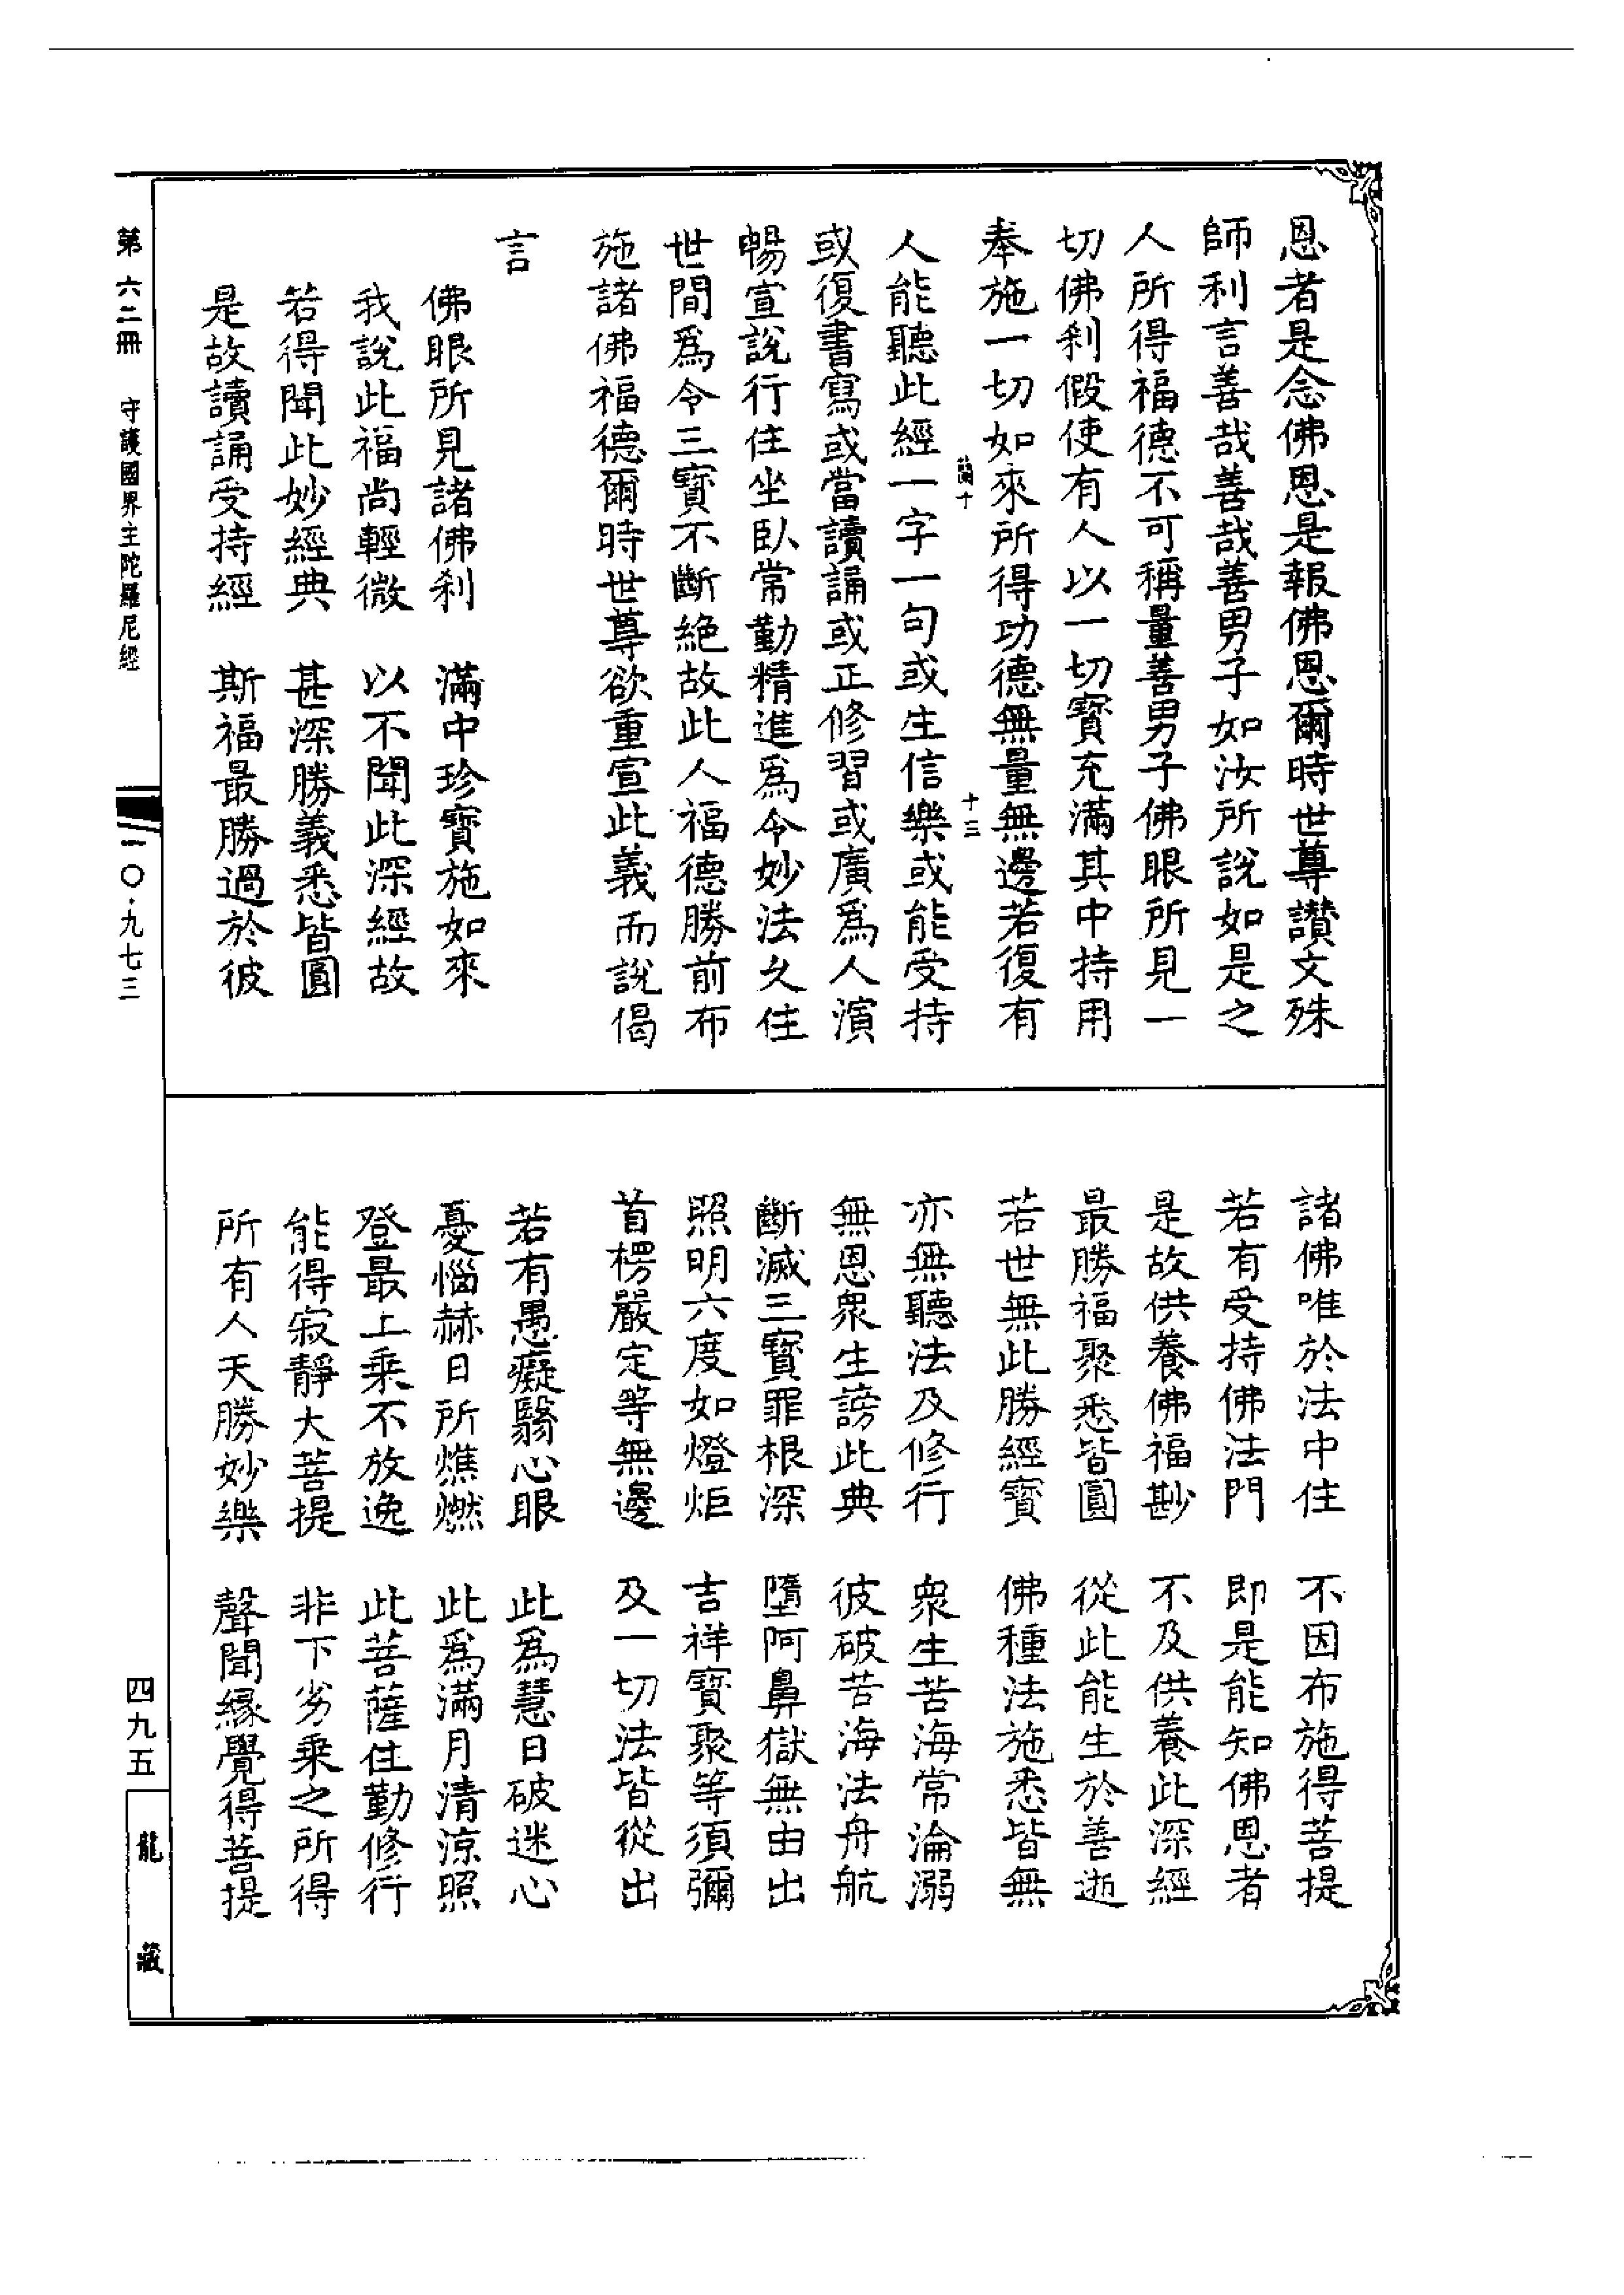 恩者是念佛恩是報佛恩爾時世尊讚文殊
師利言善哉善哉善男子如汝所說如是之
人所得福德不可稱量善男子佛眼所見一
切佛刹假使有人以一切寶充滿其中持用
奉施一切如來所得功德無量無邊若復有
蘭十
十三
人能聽此經一字一句或生信樂或能受持
或復書寫或當讀誦或正修習或廣爲人演
暢宣說行住坐臥常勤精進爲令妙法久住
世間爲令三寶不斷絕故此人福德勝前布
施諸佛福德爾時世尊欲重宣此義而說偈
言
佛眼所見諸佛刹　滿中珍寶施如來
我說此福尚輕微　以不聞此深經故
若得聞此妙經典　甚深勝義悉皆圓
是故讀誦受持經　斯福最勝過於彼
諸佛唯於法中住　不因布施得菩提
若有受持佛法門　即是能知佛恩者
是故供養佛福尠　不及供養此深經
最勝福聚悉皆圓　從此能生於善逝
若世無此勝經寶　佛種法施悉皆無
亦無聽法及修行　衆生苦海常淪溺
無恩衆生謗此典　彼破苦海法舟航
斷滅三寶罪根深　墮阿鼻獄無由出
照明六度如燈炬　吉祥寶聚等須彌
首楞嚴定等無邊　及一切法皆從出
若有愚癡翳心眼　此爲慧日破迷心
憂惱赫日所燋燃　此爲滿月清涼照
登最上乘不放逸　此菩薩住勤修行
能得寂靜大菩提　非下劣乘之所得
所有人天勝妙樂　聲聞緣覺得菩提
第六二冊　守護國界主陀羅尼經
一〇·九七三
四九五
龍藏